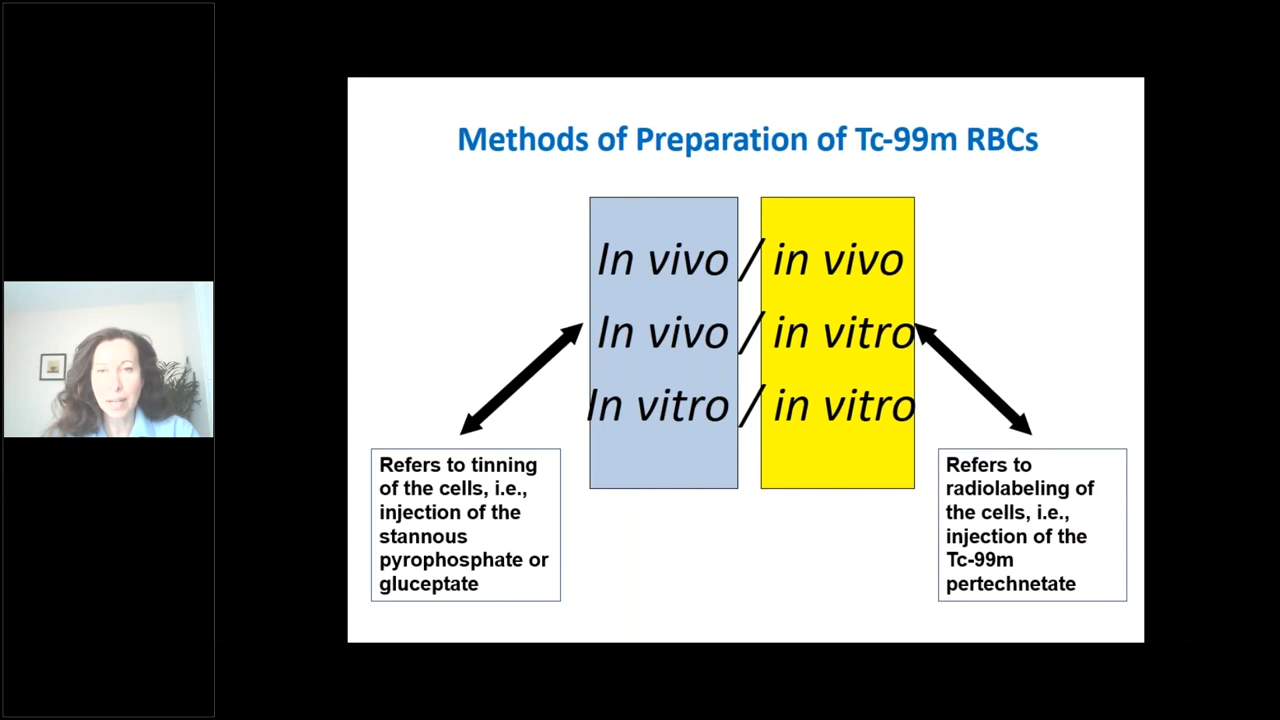 Methods of Preparation of Tc-99m RBCs
In vivo / in vivo
In vivo / in vitro
In vitro / in vitro
Refers to tinning
of the cells, i.e.,
injection of the
stannous
pyrophosphate or
gluceptate
Refers to
radiolabeling of
the cells, i.e.,
injection of the
Tc-99m
pertechnetate